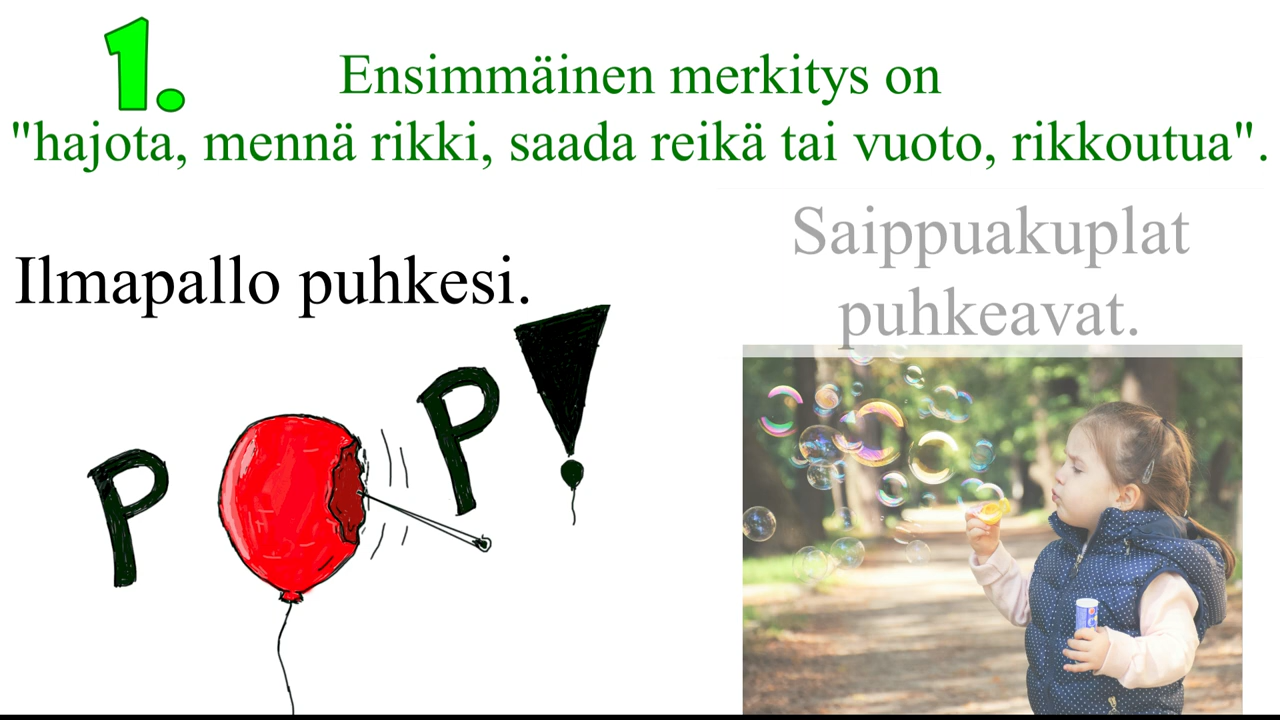 1.
Ensimmäinen merkitys on
"hajota, mennä rikki, saada reikä tai vuoto, rikkoutua".
Ilmapallo puhkesi.
Saippuakuplat
puhkeavat.
POP!